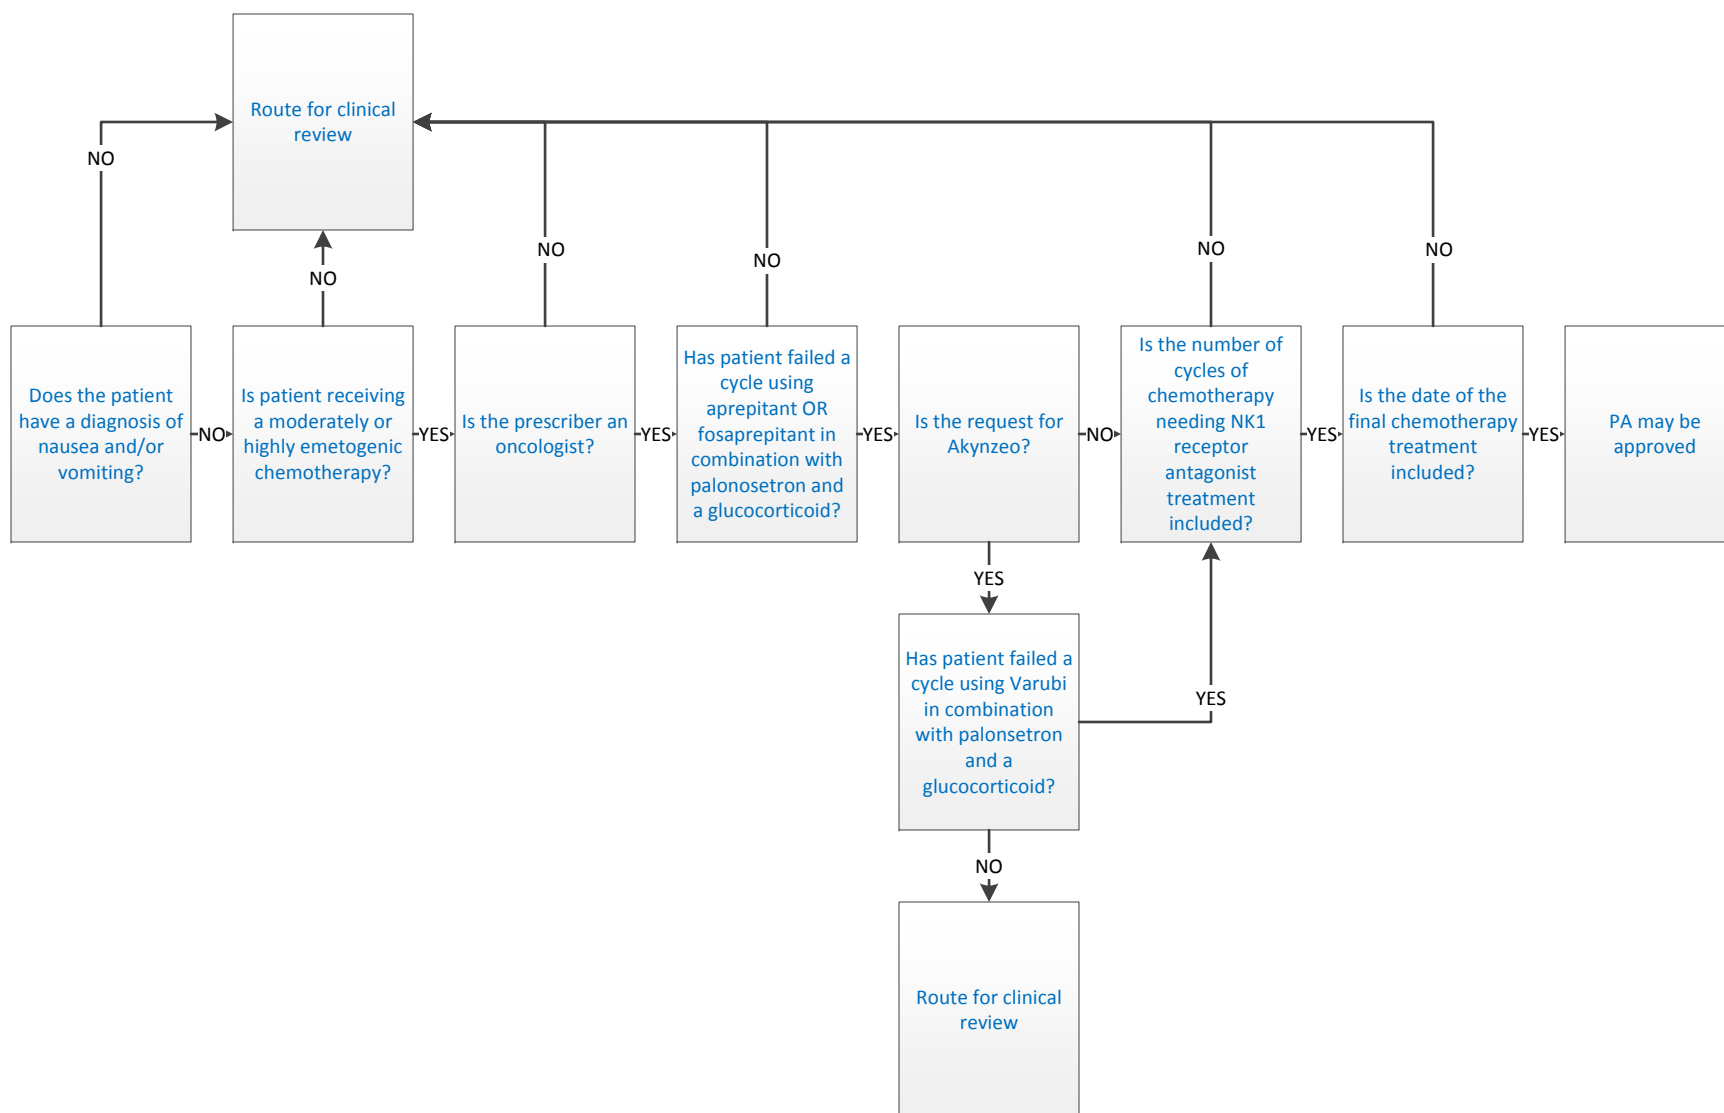 Route for clinical
review
NO
NO
NO
NO
NO
NO
Does the patient
have a diagnosis of
nausea and/or
vomiting?
NO
Is patient receiving
a moderately or
highly emetogenic
chemotherapy?
YES
Is the prescriber an
oncologist?
YES
Has patient failed a
cycle using
aprepitant OR
fosaprepitant in
combination with
palonosetron and
a glucocorticoid?
YES
Is the request for
Akynzeo?
NO
Is the number of
cycles of
chemotherapy
needing NK1
receptor
antagonist
treatment
included?
YES
Is the date of the
final chemotherapy
treatment
included?
YES
PA may be
approved
YES
Has patient failed a
cycle using Varubi
in combination
with palonsetron
and a
glucocorticoid?
YES
NO
Route for clinical
review